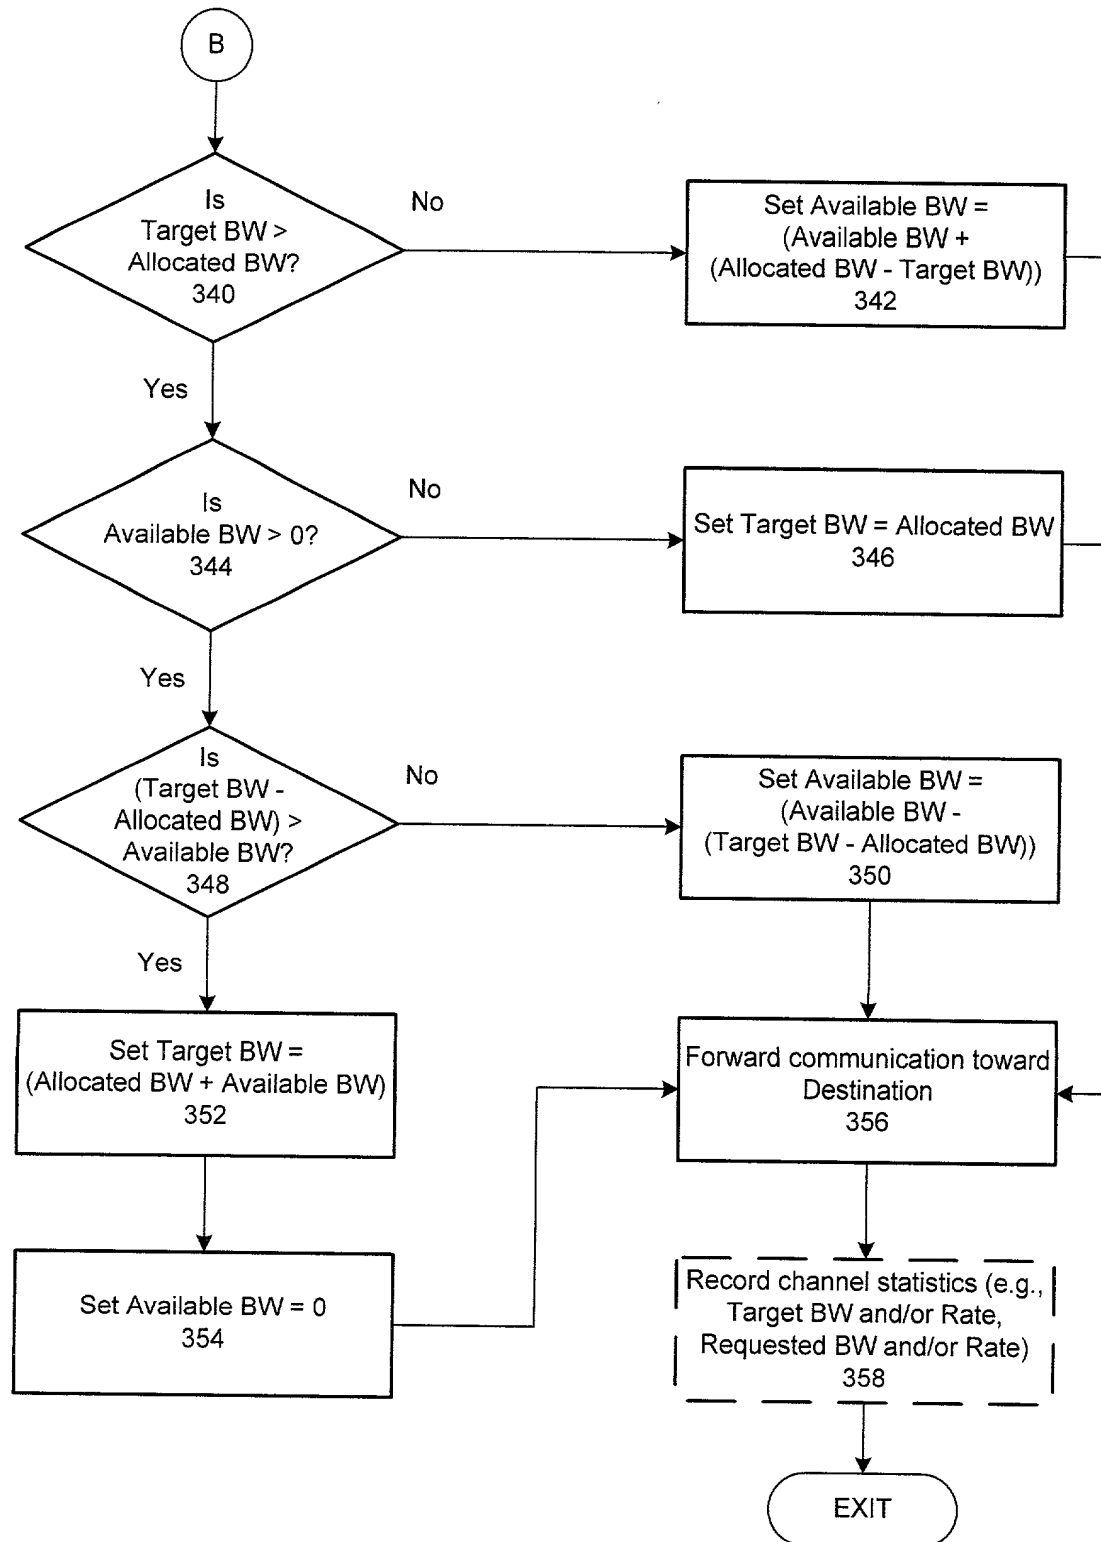 B
Is
Target BW >
Allocated BW?
340
No
Set Available BW =
(Available BW +
(Allocated BW - Target BW))
342
Yes
Is
Available BW > 0?
344
No
Set Target BW = Allocated BW
346
Yes
Is
(Target BW -
Allocated BW) >
Available BW?
348
No
Set Available BW =
(Available BW -
(Target BW - Allocated BW))
350
Yes
Set Target BW =
(Allocated BW + Available BW)
352
Forward communication toward
Destination
356
Set Available BW = 0
354
Record channel statistics (e.g.,
Target BW and/or Rate,
Requested BW and/or Rate)
358
EXIT